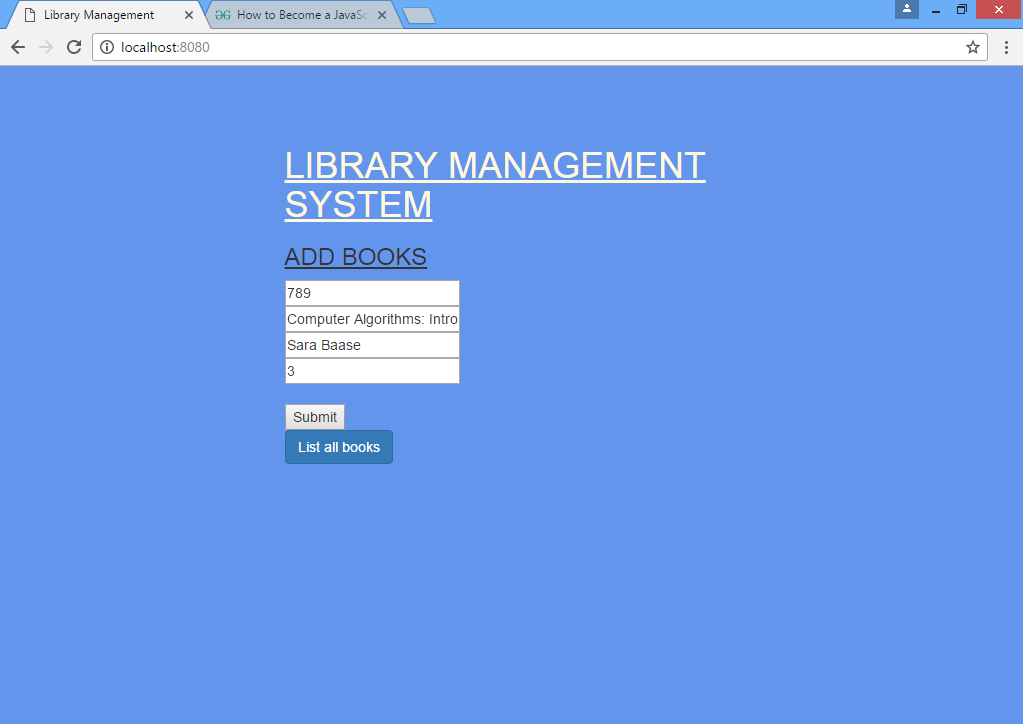 Library Management
How to Become a JavaSc
localhost:8080
LIBRARY MANAGEMENT
SYSTEM
ADD BOOKS
789
Computer Algorithms: Intro
Sara Baase
3
Submit
List all books